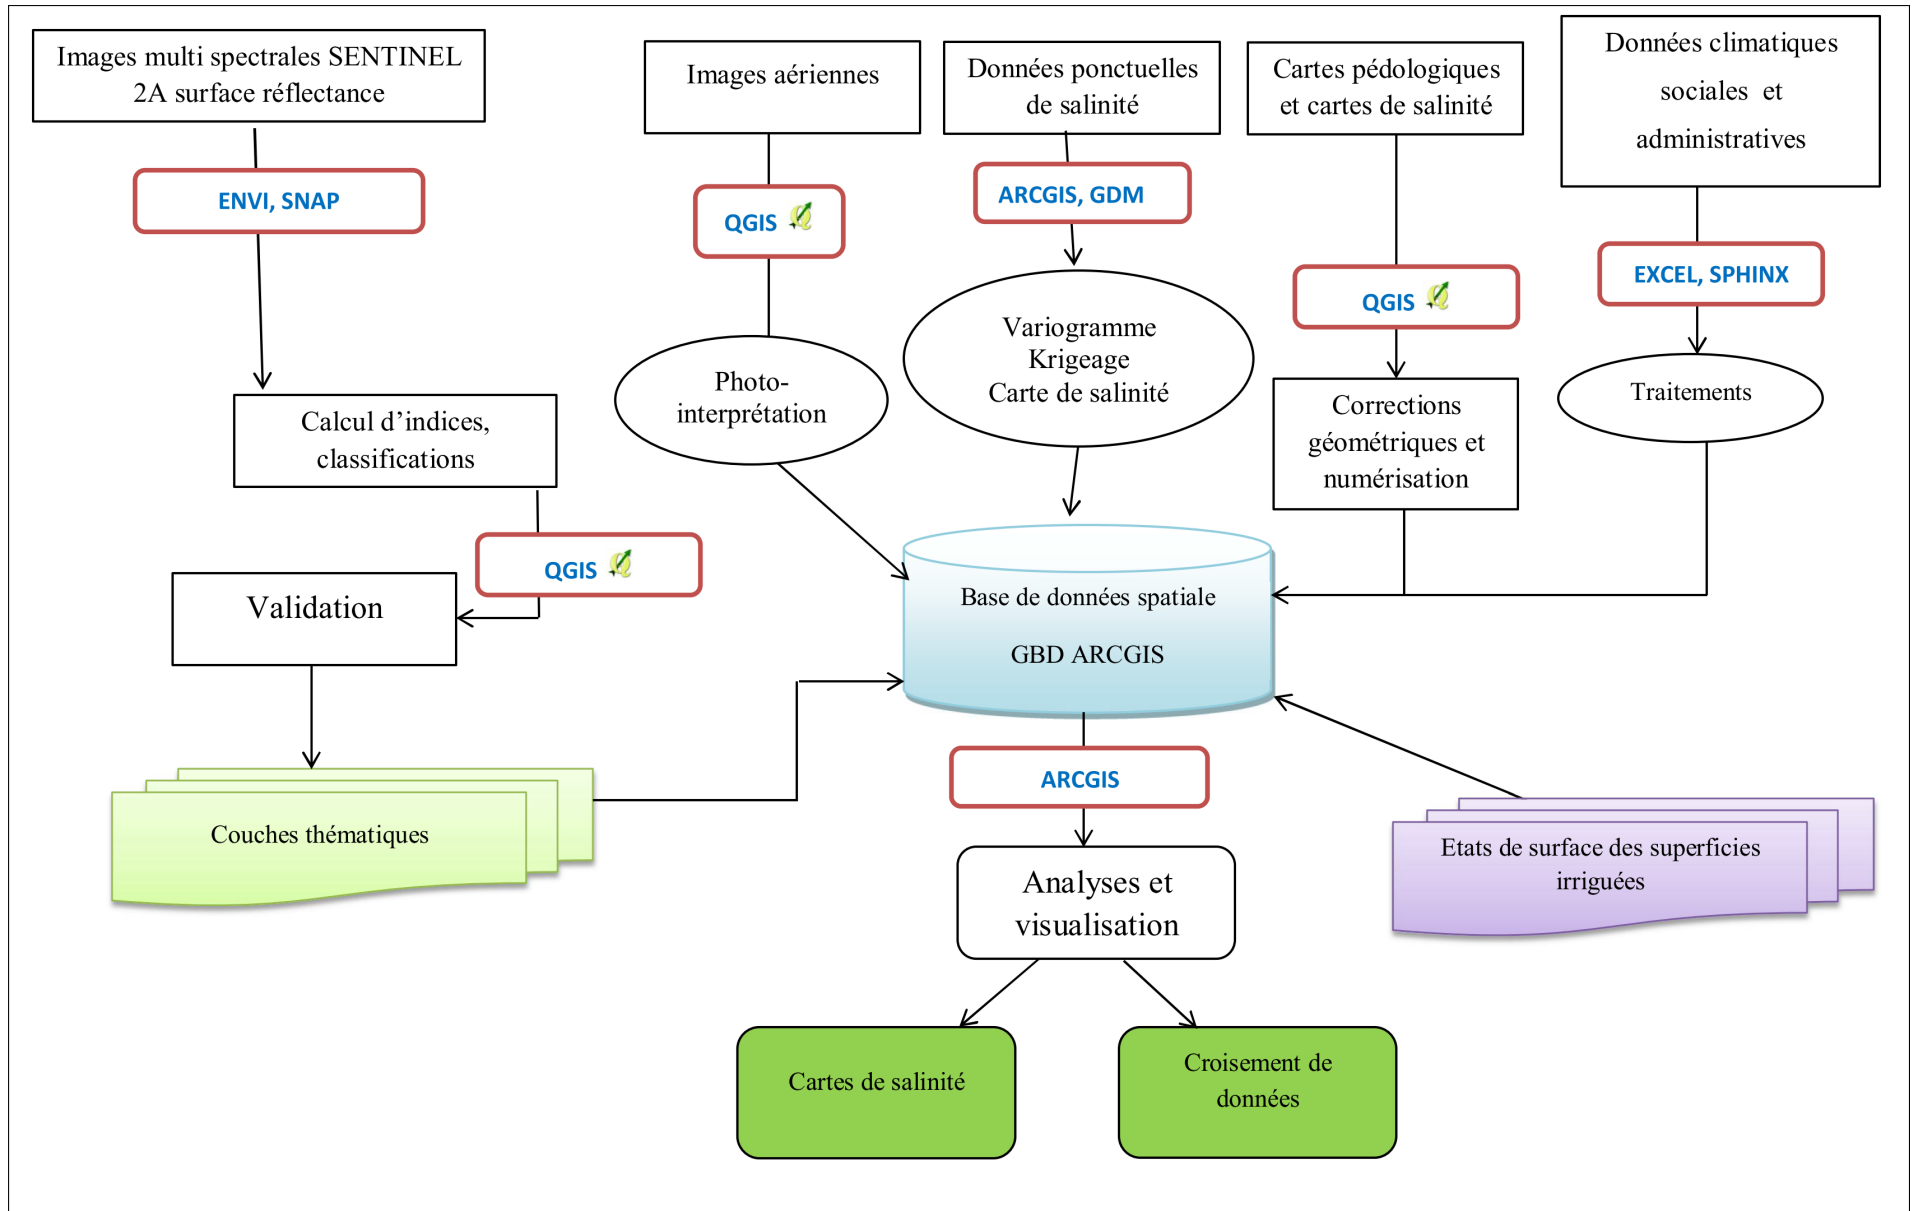 Images multi spectrales SENTINEL
2A surface réflectance
Images aériennes
Données ponctuelles
de salinité
Cartes pédologiques
et cartes de salinité
Données climatiques
sociales et
administratives
ENVI, SNAP
QGIS
ARCGIS, GDM
QGIS
EXCEL, SPHINX
Photo-
interprétation
Variogramme
Krigeage
Carte de salinité
Corrections
géométriques et
numérisation
Traitements
Calcul d’indices,
classifications
QGIS
Validation
Base de données spatiale
GBD ARCGIS
ARCGIS
Couches thématiques
Etats de surface des superficies
irriguées
Analyses et
visualisation
Cartes de salinité
Croisement de
données